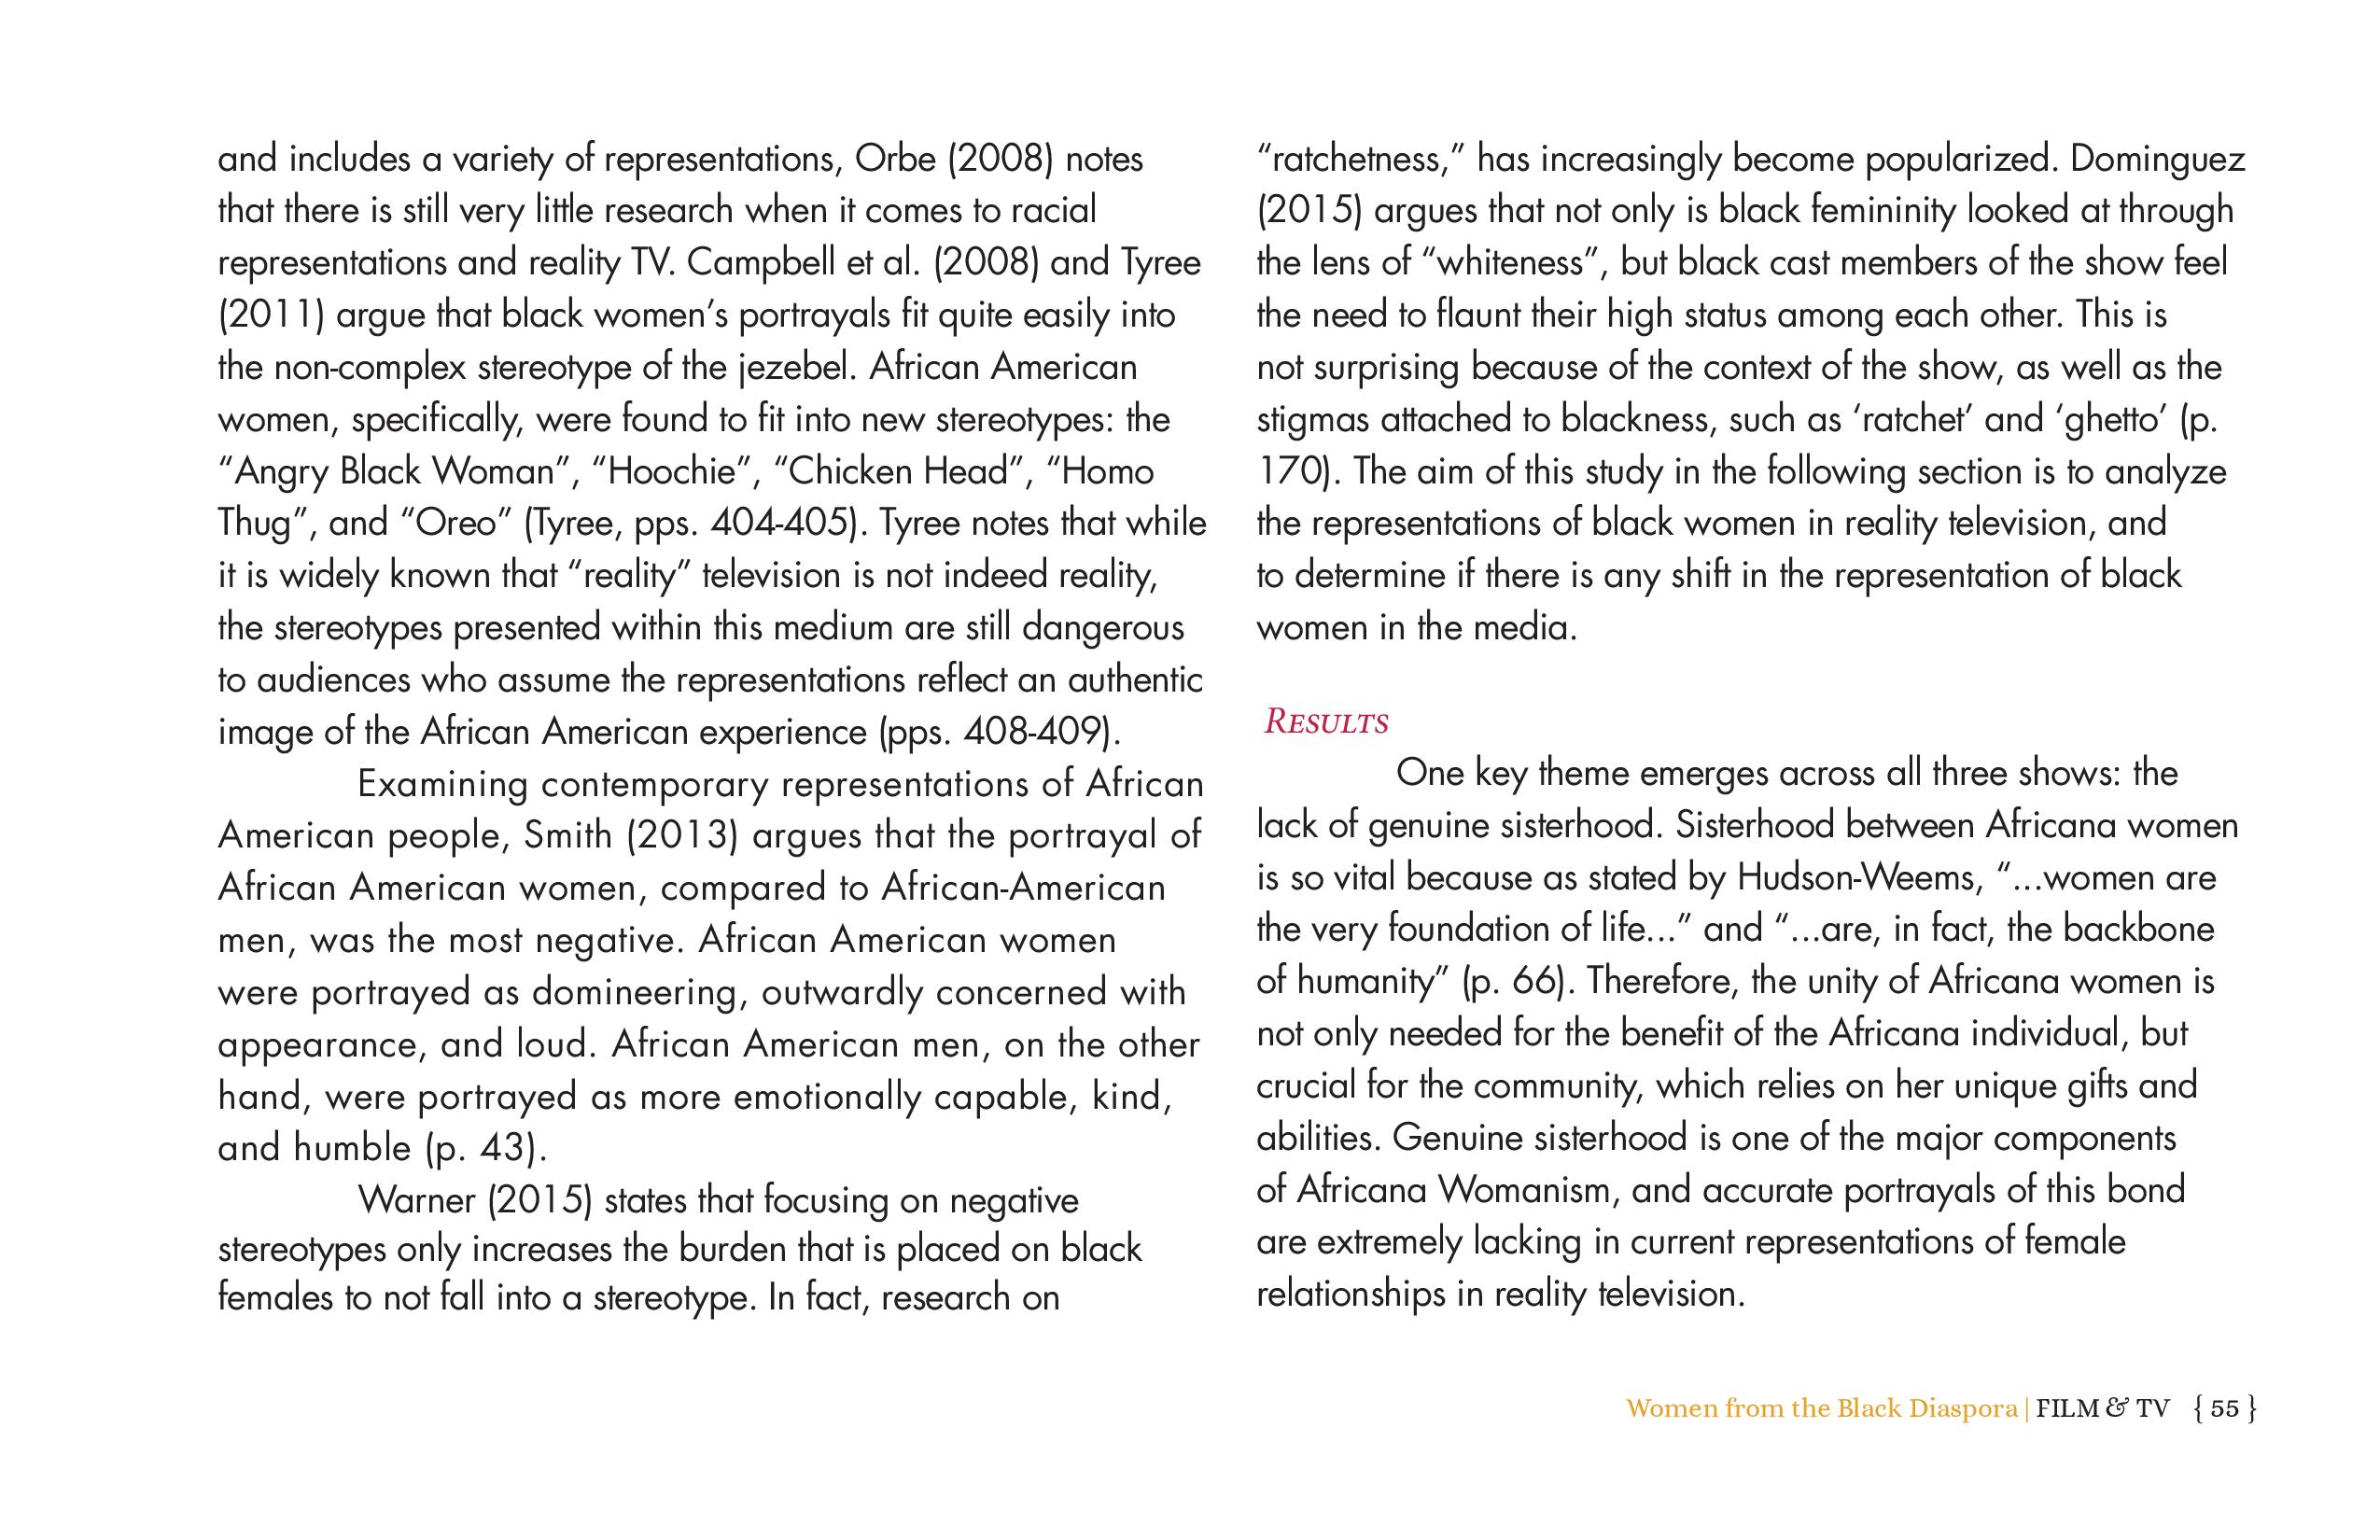 and includes a variety of representations, Orbe (2008) notes
that there is still very little research when it comes to racial
representations and reality TV. Campbell et al. (2008) and Tyree
(2011) argue that black women’s portrayals fit quite easily into
the non-complex stereotype of the jezebel. African American
women, specifically, were found to fit into new stereotypes: the
“Angry Black Woman”, “Hoochie”, “Chicken Head”, “Homo
Thug”, and “Oreo” (Tyree, pps. 404-405). Tyree notes that while
it is widely known that “reality” television is not indeed reality,
the stereotypes presented within this medium are still dangerous
to audiences who assume the representations reflect an authentic
image of the African American experience (pps. 408-409).
Examining contemporary representations of African
American people, Smith (2013) argues that the portrayal of
African American women, compared to African-American
men, was the most negative. African American women
were portrayed as domineering, outwardly concerned with
appearance, and loud. African American men, on the other
hand, were portrayed as more emotionally capable, kind,
and humble (p. 43).
Warner (2015) states that focusing on negative
stereotypes only increases the burden that is placed on black
females to not fall into a stereotype. In fact, research on
“ratchetness,” has increasingly become popularized. Dominguez
(2015) argues that not only is black femininity looked at through
the lens of “whiteness”, but black cast members of the show feel
the need to flaunt their high status among each other. This is
not surprising because of the context of the show, as well as the
stigmas attached to blackness, such as ‘ratchet’ and ‘ghetto’ (p.
170). The aim of this study in the following section is to analyze
the representations of black women in reality television, and
to determine if there is any shift in the representation of black
women in the media.
Results
One key theme emerges across all three shows: the
lack of genuine sisterhood. Sisterhood between Africana women
is so vital because as stated by Hudson-Weems, “...women are
the very foundation of life...” and “...are, in fact, the backbone
of humanity” (p. 66). Therefore, the unity of Africana women is
not only needed for the benefit of the Africana individual, but
crucial for the community, which relies on her unique gifts and
abilities. Genuine sisterhood is one of the major components
of Africana Womanism, and accurate portrayals of this bond
are extremely lacking in current representations of female
relationships in reality television.
Women from the Black Diaspora | FILM & TV { 55 }